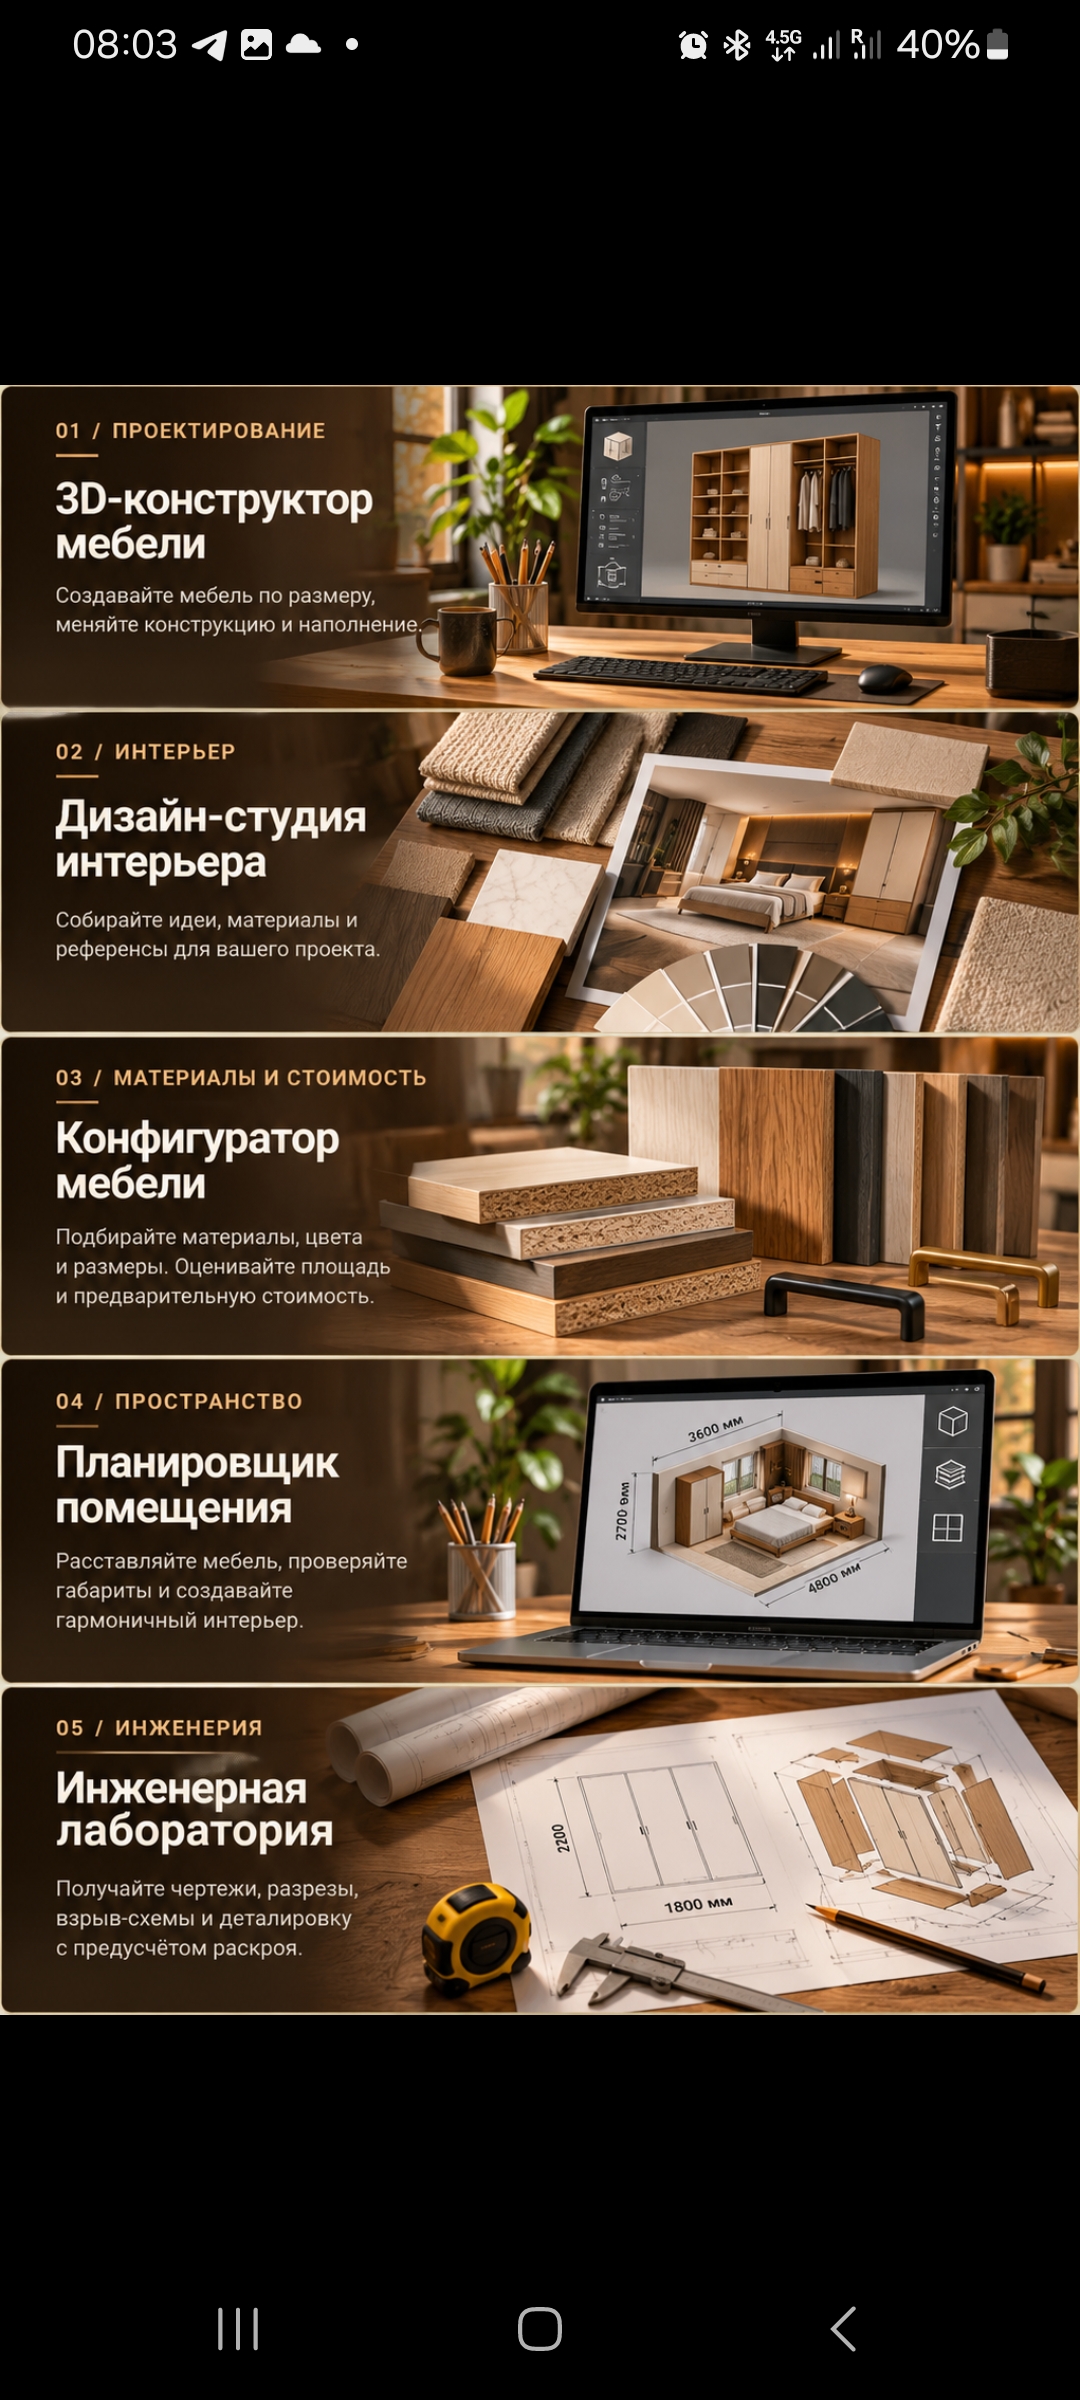 08:03
4.5G
R
40%
01 / ПРОЕКТИРОВАНИЕ
3D-конструктор
мебели
Создавайте мебель по размеру,
меняйте конструкцию и наполнение.
02 / ИНТЕРЬЕР
Дизайн-студия
интерьера
Собирайте идеи, материалы и
референсы для вашего проекта.
03 / МАТЕРИАЛЫ И СТОИМОСТЬ
Конфигуратор
мебели
Подбирайте материалы, цвета
и размеры. Оценивайте площадь
и предварительную стоимость.
04 / ПРОСТРАНСТВО
Планировщик
помещения
Расставляйте мебель, проверяйте
габариты и создавайте
гармоничный интерьер.
3600 мм
2700
4800 мм
05 / ИНЖЕНЕРИЯ
Инженерная
лаборатория
Получайте чертежи, разрезы,
взрыв-схемы и деталировку
с предусчётом раскроя.
2200
1800 мм